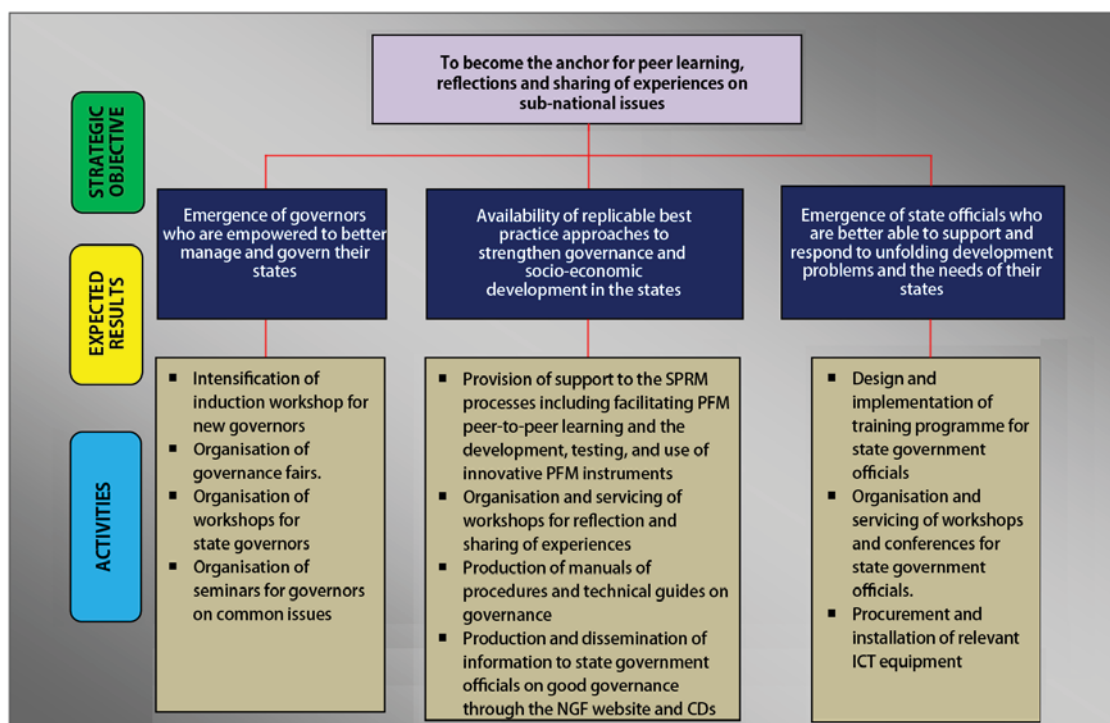 To become the anchor for peer learning,
reflections and sharing of experiences on
sub-national issues
STRATEGIC
OBJECTIVE
Emergence of governors
who are empowered to better
manage and govern their
states
Availability of replicable best
practice approaches to
strengthen governance and
socio-economic
development in the states
Emergence of state officials who
are better able to support and
respond to unfolding development
problems and the needs of their
states
EXPECTED
RESULTS
ACTIVITIES
▪ Intensification of
induction workshop for
new governors
▪ Organisation of
governance fairs.
▪ Organisation of
workshops for
state governors
▪ Organisation of
seminars for governors
on common issues
▪ Provision of support to the SPRM
processes including facilitating PFM
peer-to-peer learning and the
development, testing, and use of
innovative PFM instruments
▪ Organisation and servicing of
workshops for reflection and
sharing of experiences
▪ Production of manuals of
procedures and technical guides on
governance
▪ Production and dissemination of
information to state government
officials on good governance
through the NGF website and CDs
▪ Design and
implementation of
training programme for
state government
officials
▪ Organisation and
servicing of workshops
and conferences for
state government
officials.
▪ Procurement and
installation of relevant
ICT equipment